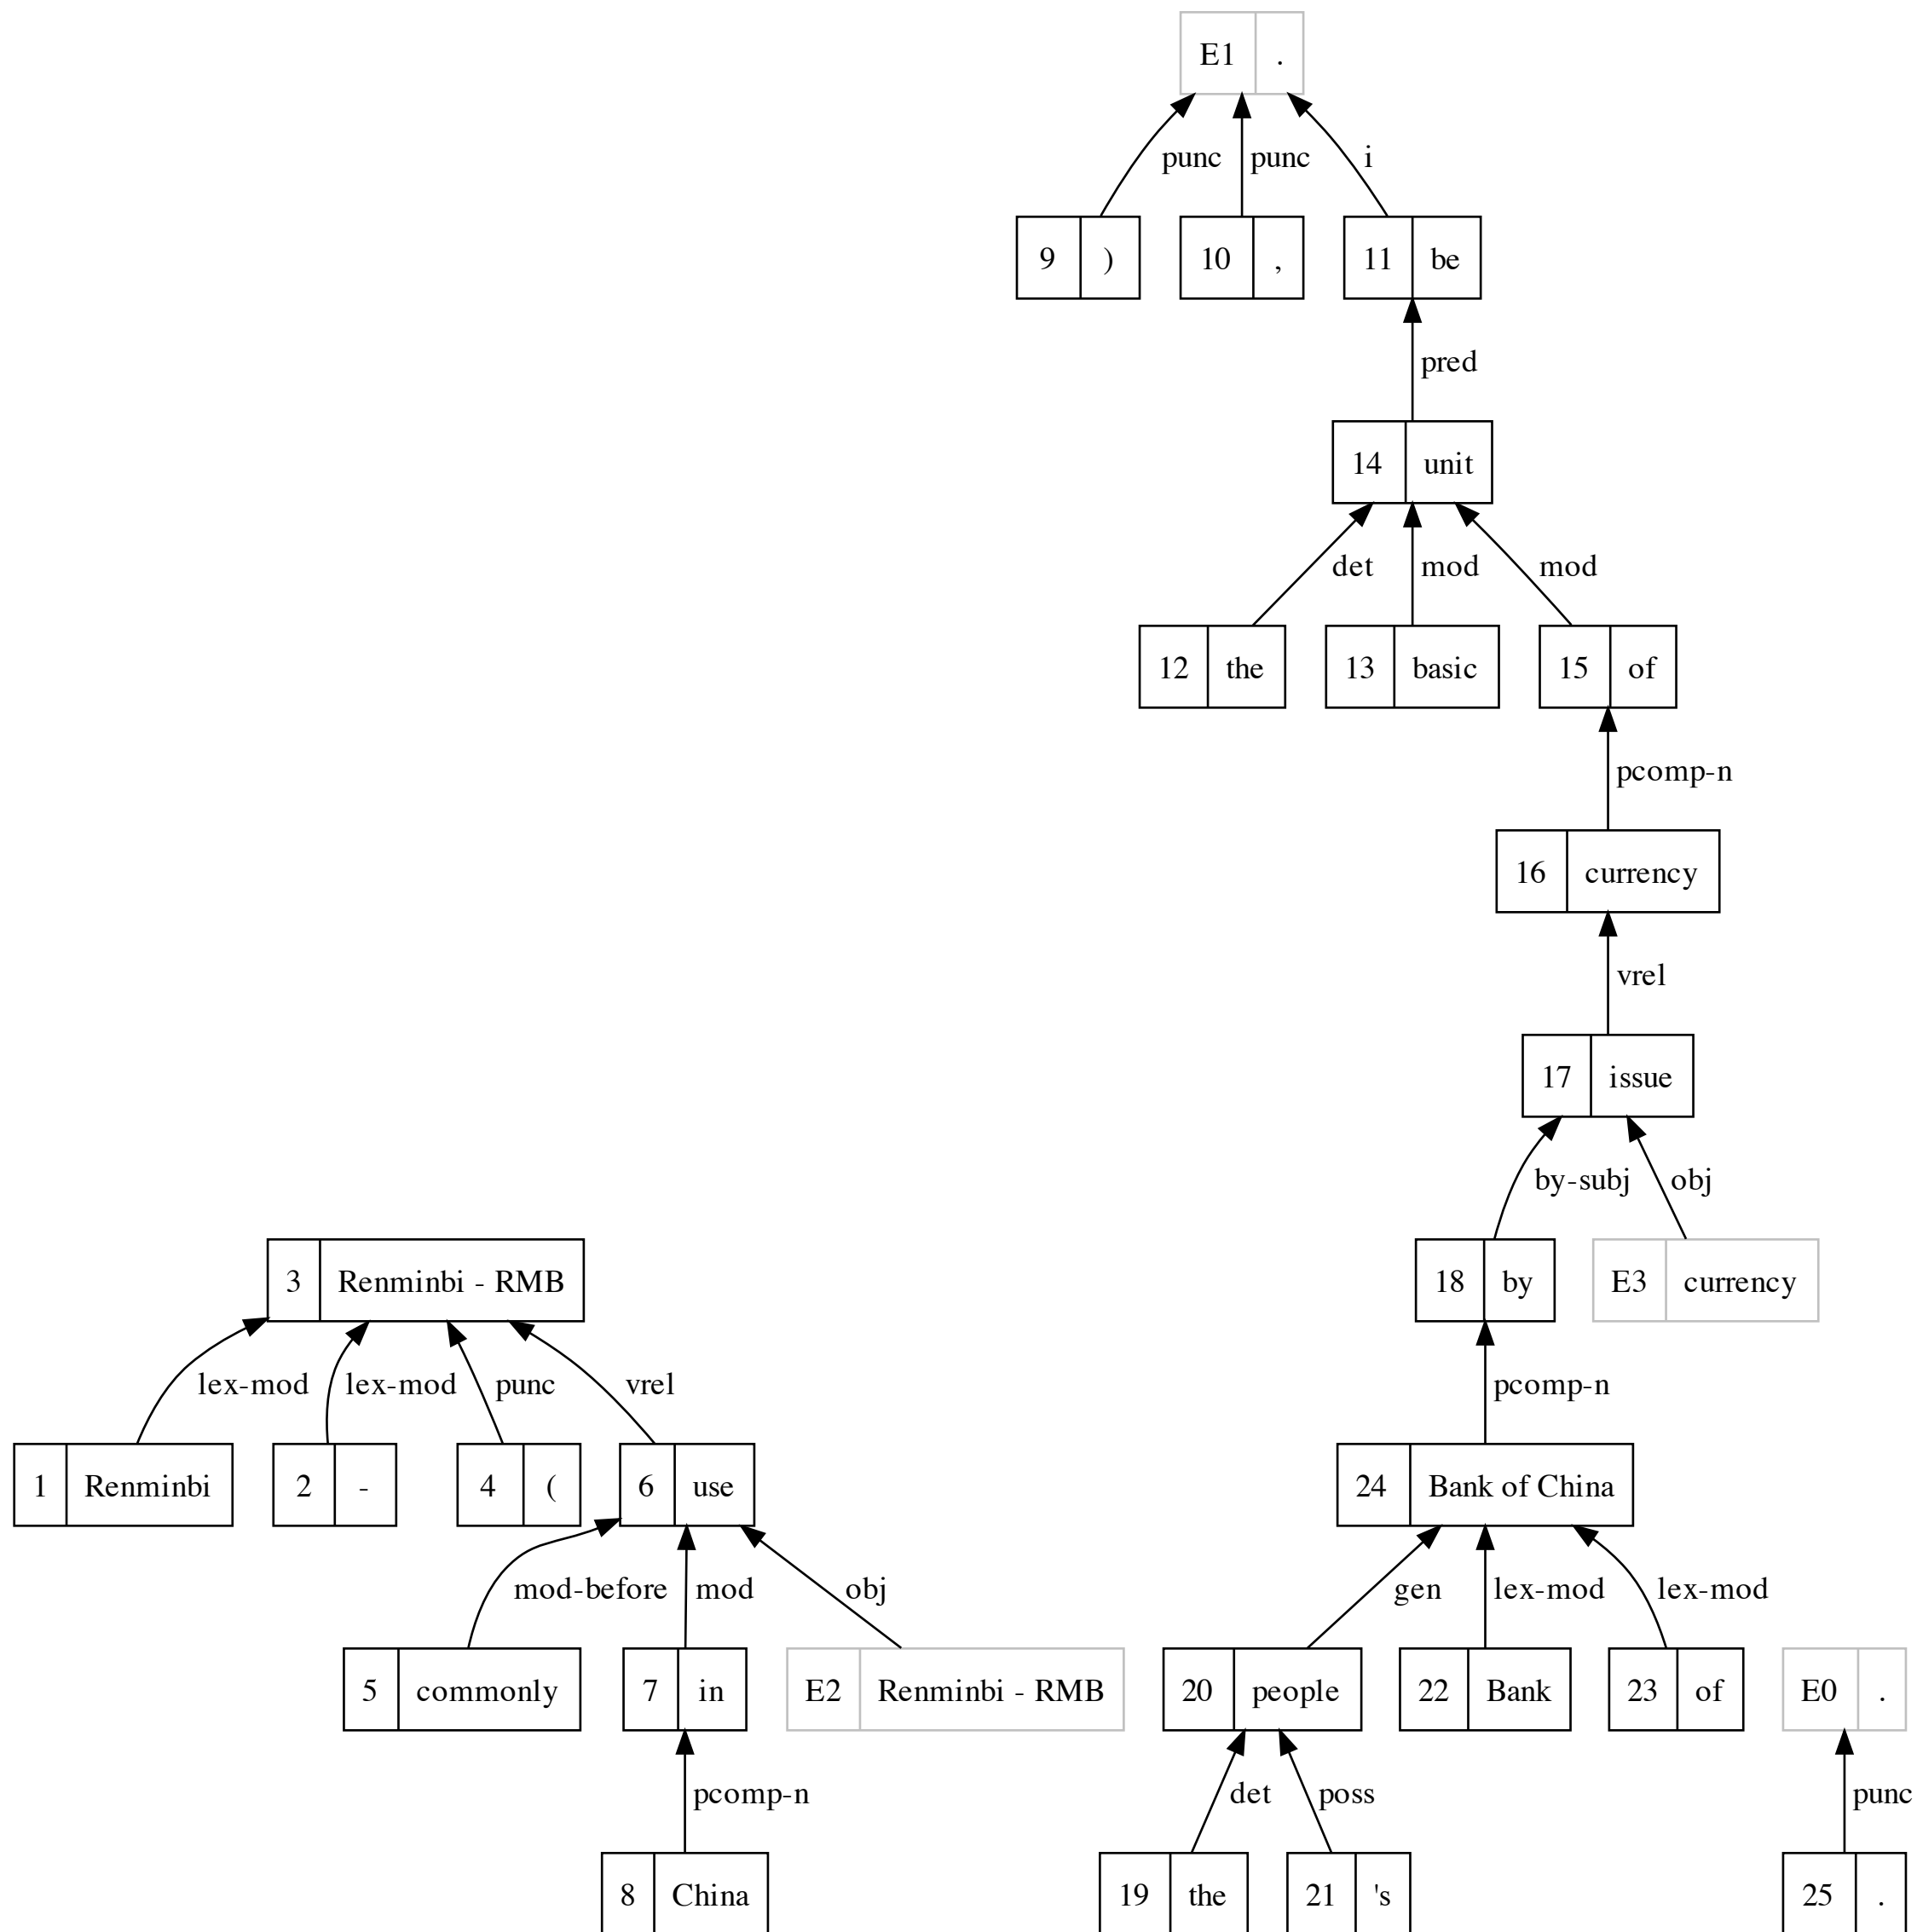 E1 .
punc punc i
9 ) 10 , 11 be
pred
14 unit
det mod mod
12 the 13 basic 15 of
pcomp-n
16 currency
vrel
17 issue
by-subj obj
3 Renminbi - RMB 18 by E3 currency
lex-mod lex-mod punc vrel pcomp-n
1 Renminbi 2 - 4 ( 6 use 24 Bank of China
mod-before mod obj gen lex-mod lex-mod
5 commonly 7 in E2 Renminbi - RMB 20 people 22 Bank 23 of E0 .
pcomp-n det poss punc
8 China 19 the 21 's 25 .